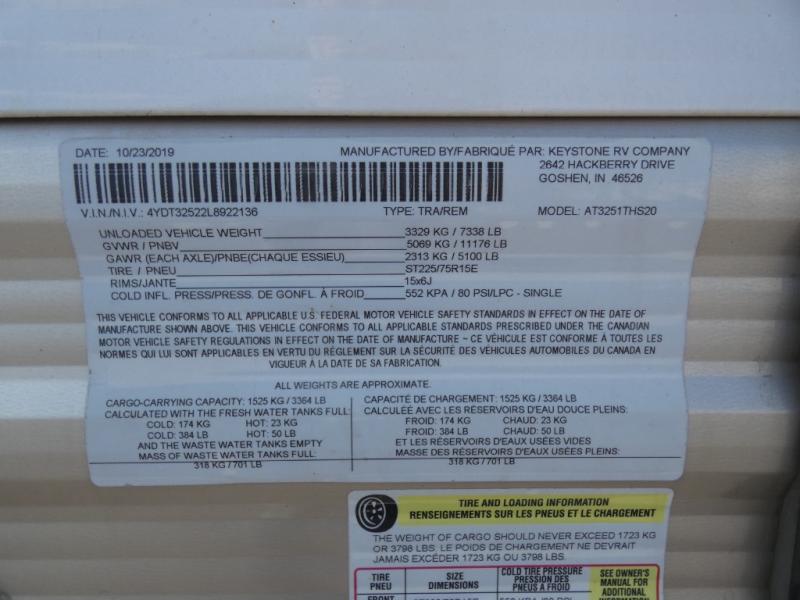 DATE: 10/23/2019 MANUFACTURED BY/FABRIQUÉ PAR: KEYSTONE RV COMPANY
2642 HACKBERRY DRIVE
GOSHEN, IN 46526
V.I.N./N.I.V.: 4YDT32522L8922136 TYPE: TRA/REM MODEL: AT3251THS20
UNLOADED VEHICLE WEIGHT 3329 KG / 7338 LB
GVWR / PNBV 5069 KG / 11176 LB
GAWR (EACH AXLE)/PNBE(CHAQUE ESSIEU) 2313 KG / 5100 LB
TIRE / PNEU ST225/75R15E
RIMS/JANTE 15x6J
COLD INFL. PRESS/PRESS. DE GONFL. À FROID 552 KPA / 80 PSI/LPC - SINGLE
THIS VEHICLE CONFORMS TO ALL APPLICABLE U.S. FEDERAL MOTOR VEHICLE SAFETY STANDARDS IN EFFECT ON THE DATE OF
MANUFACTURE SHOWN ABOVE. THIS VEHICLE CONFORMS TO ALL APPLICABLE STANDARDS PRESCRIBED UNDER THE CANADIAN
MOTOR VEHICLE SAFETY REGULATIONS IN EFFECT ON THE DATE OF MANUFACTURE ~ CE VÉHICULE EST CONFORME À TOUTES LES
NORMES QUI LUI SONT APPLICABLES EN VERTU DU RÉGLEMENT SUR LA SÉCURITÉ DES VÉHICULES AUTOMOBILES DU CANADA EN
VIGUEUR À LA DATE DE SA FABRICATION.
ALL WEIGHTS ARE APPROXIMATE.
CARGO-CARRYING CAPACITY: 1525 KG / 3364 LB
CALCULATED WITH THE FRESH WATER TANKS FULL:
COLD: 174 KG HOT: 23 KG
COLD: 384 LB HOT: 50 LB
AND THE WASTE WATER TANKS EMPTY
MASS OF WASTE WATER TANKS FULL:
318 KG / 701 LB
CAPACITÉ DE CHARGEMENT: 1525 KG / 3364 LB
CALCULÉE AVEC LES RÉSERVOIRS D'EAU DOUCE PLEINS:
FROID: 174 KG CHAUD: 23 KG
FROID: 384 LB CHAUD: 50 LB
ET LES RÉSERVOIRS D'EAUX USÉES VIDES
MASSE DES RÉSERVOIRS D'EAUX USÉES PLEINS:
318 KG / 701 LB
TIRE AND LOADING INFORMATION
RENSEIGNEMENTS SUR LES PNEUS ET LE CHARGEMENT
THE WEIGHT OF CARGO SHOULD NEVER EXCEED 1723 KG
OR 3798 LBS. LE POIDS DE CHARGEMENT NE DEVRAIT
JAMAIS EXCÉDER 1723 KG OU 3798 LBS.
TIRE
PNEU
SIZE
DIMENSIONS
COLD TIRE PRESSURE
PRESSION DES
PNEUS A FROID
SEE OWNER'S
MANUAL FOR
ADDITIONAL
INFORMATION
FRONT